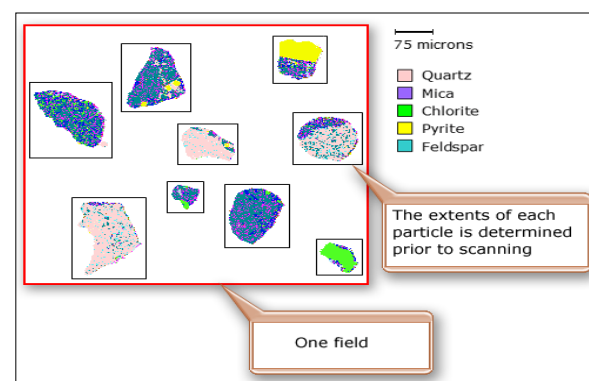 75 microns
Quartz
Mica
Chlorite
Pyrite
Feldspar
The extents of each
particle is determined
prior to scanning
One field